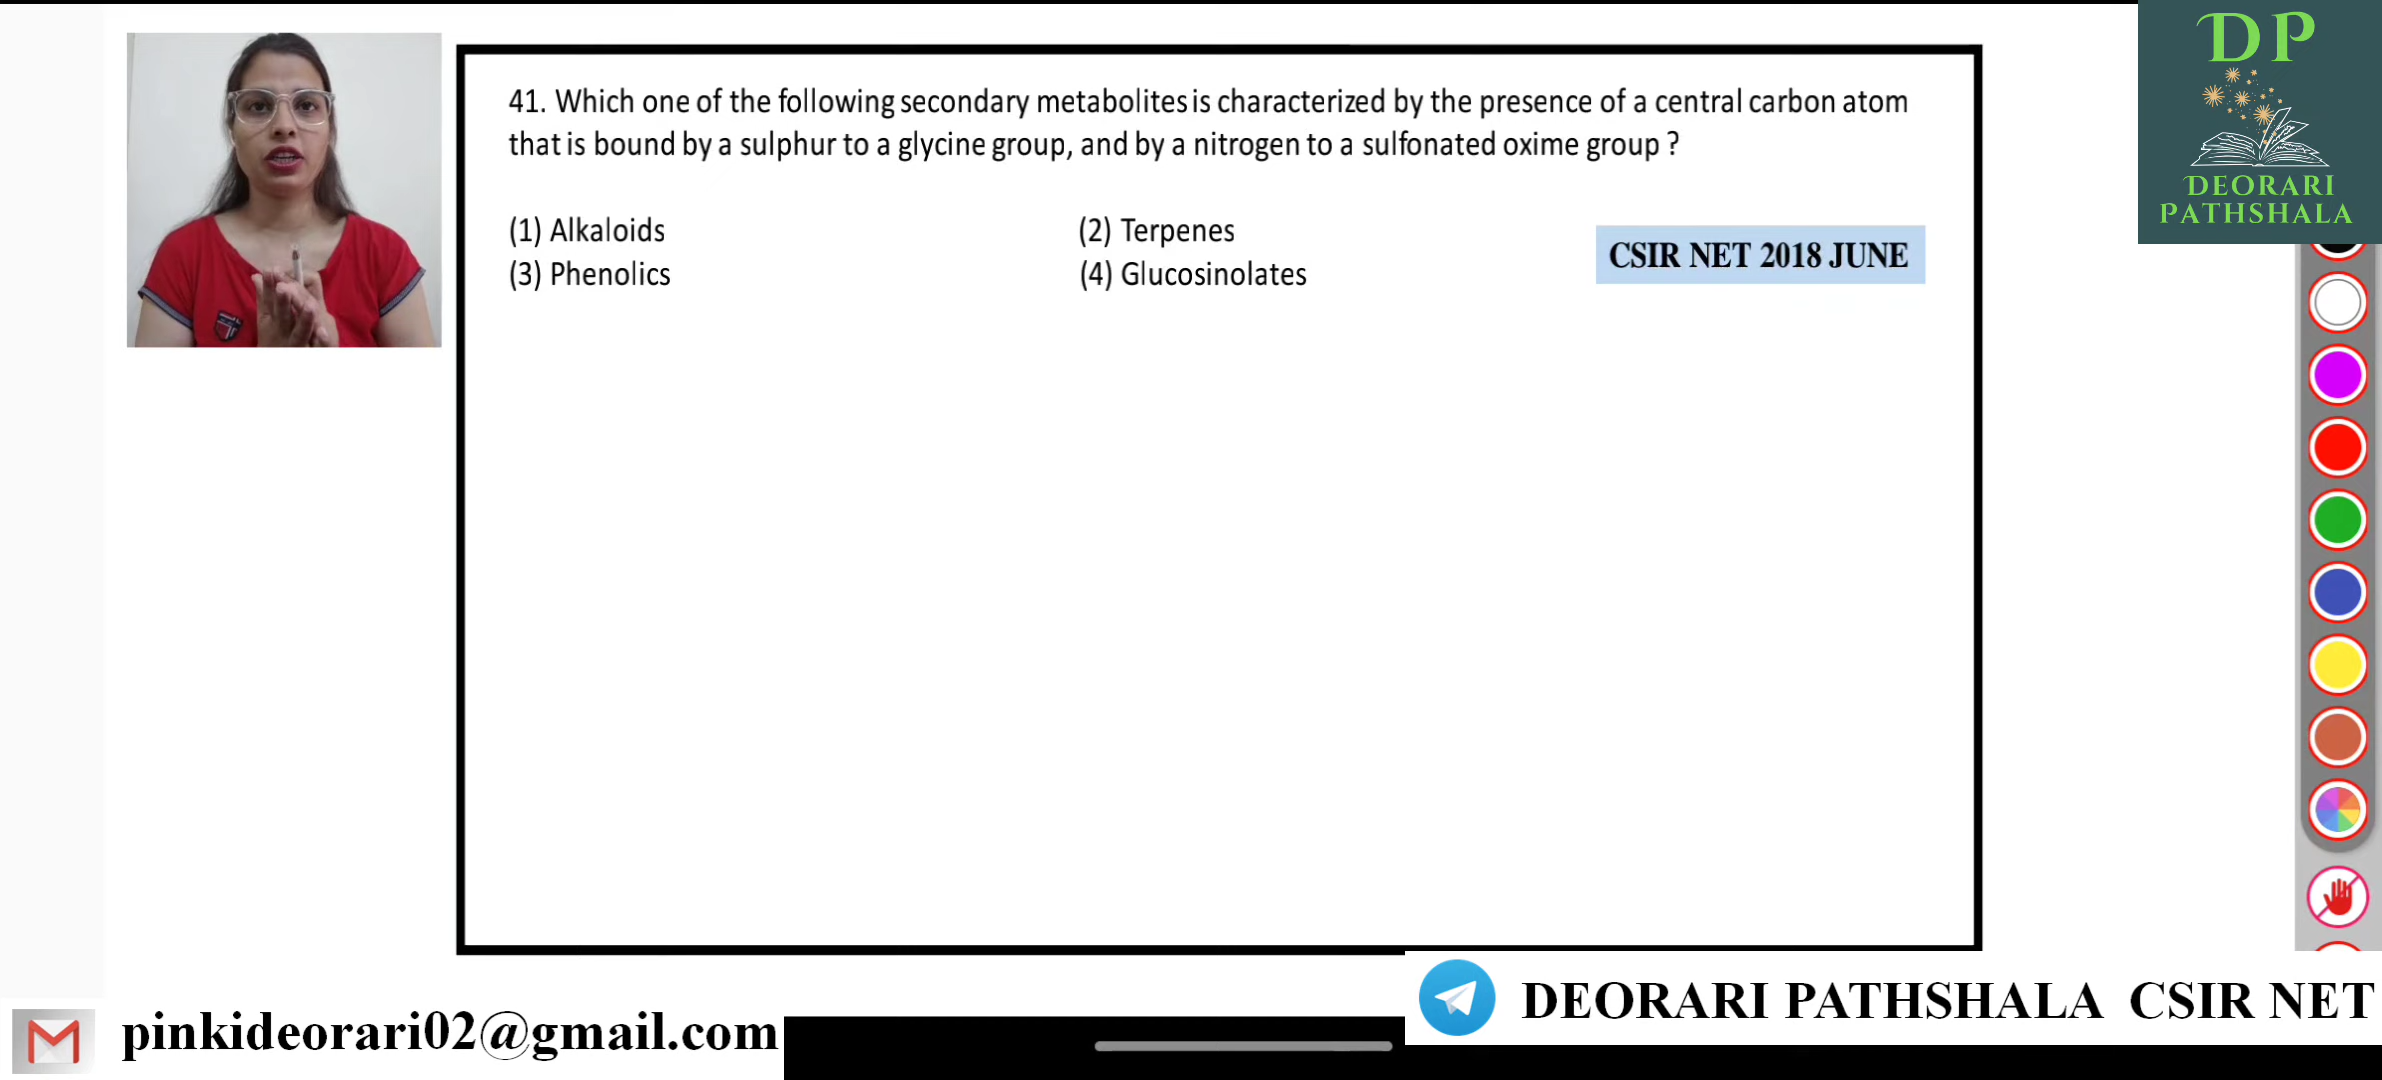 DP
DEORARI
PATHSHALA
41. Which one of the following secondary metabolites is characterized by the presence of a central carbon atom
that is bound by a sulphur to a glycine group, and by a nitrogen to a sulfonated oxime group ?
(1) Alkaloids
(2) Terpenes
(3) Phenolics
(4) Glucosinolates
CSIR NET 2018 JUNE
pinkideorari02@gmail.com
DEORARI PATHSHALA CSIR NET